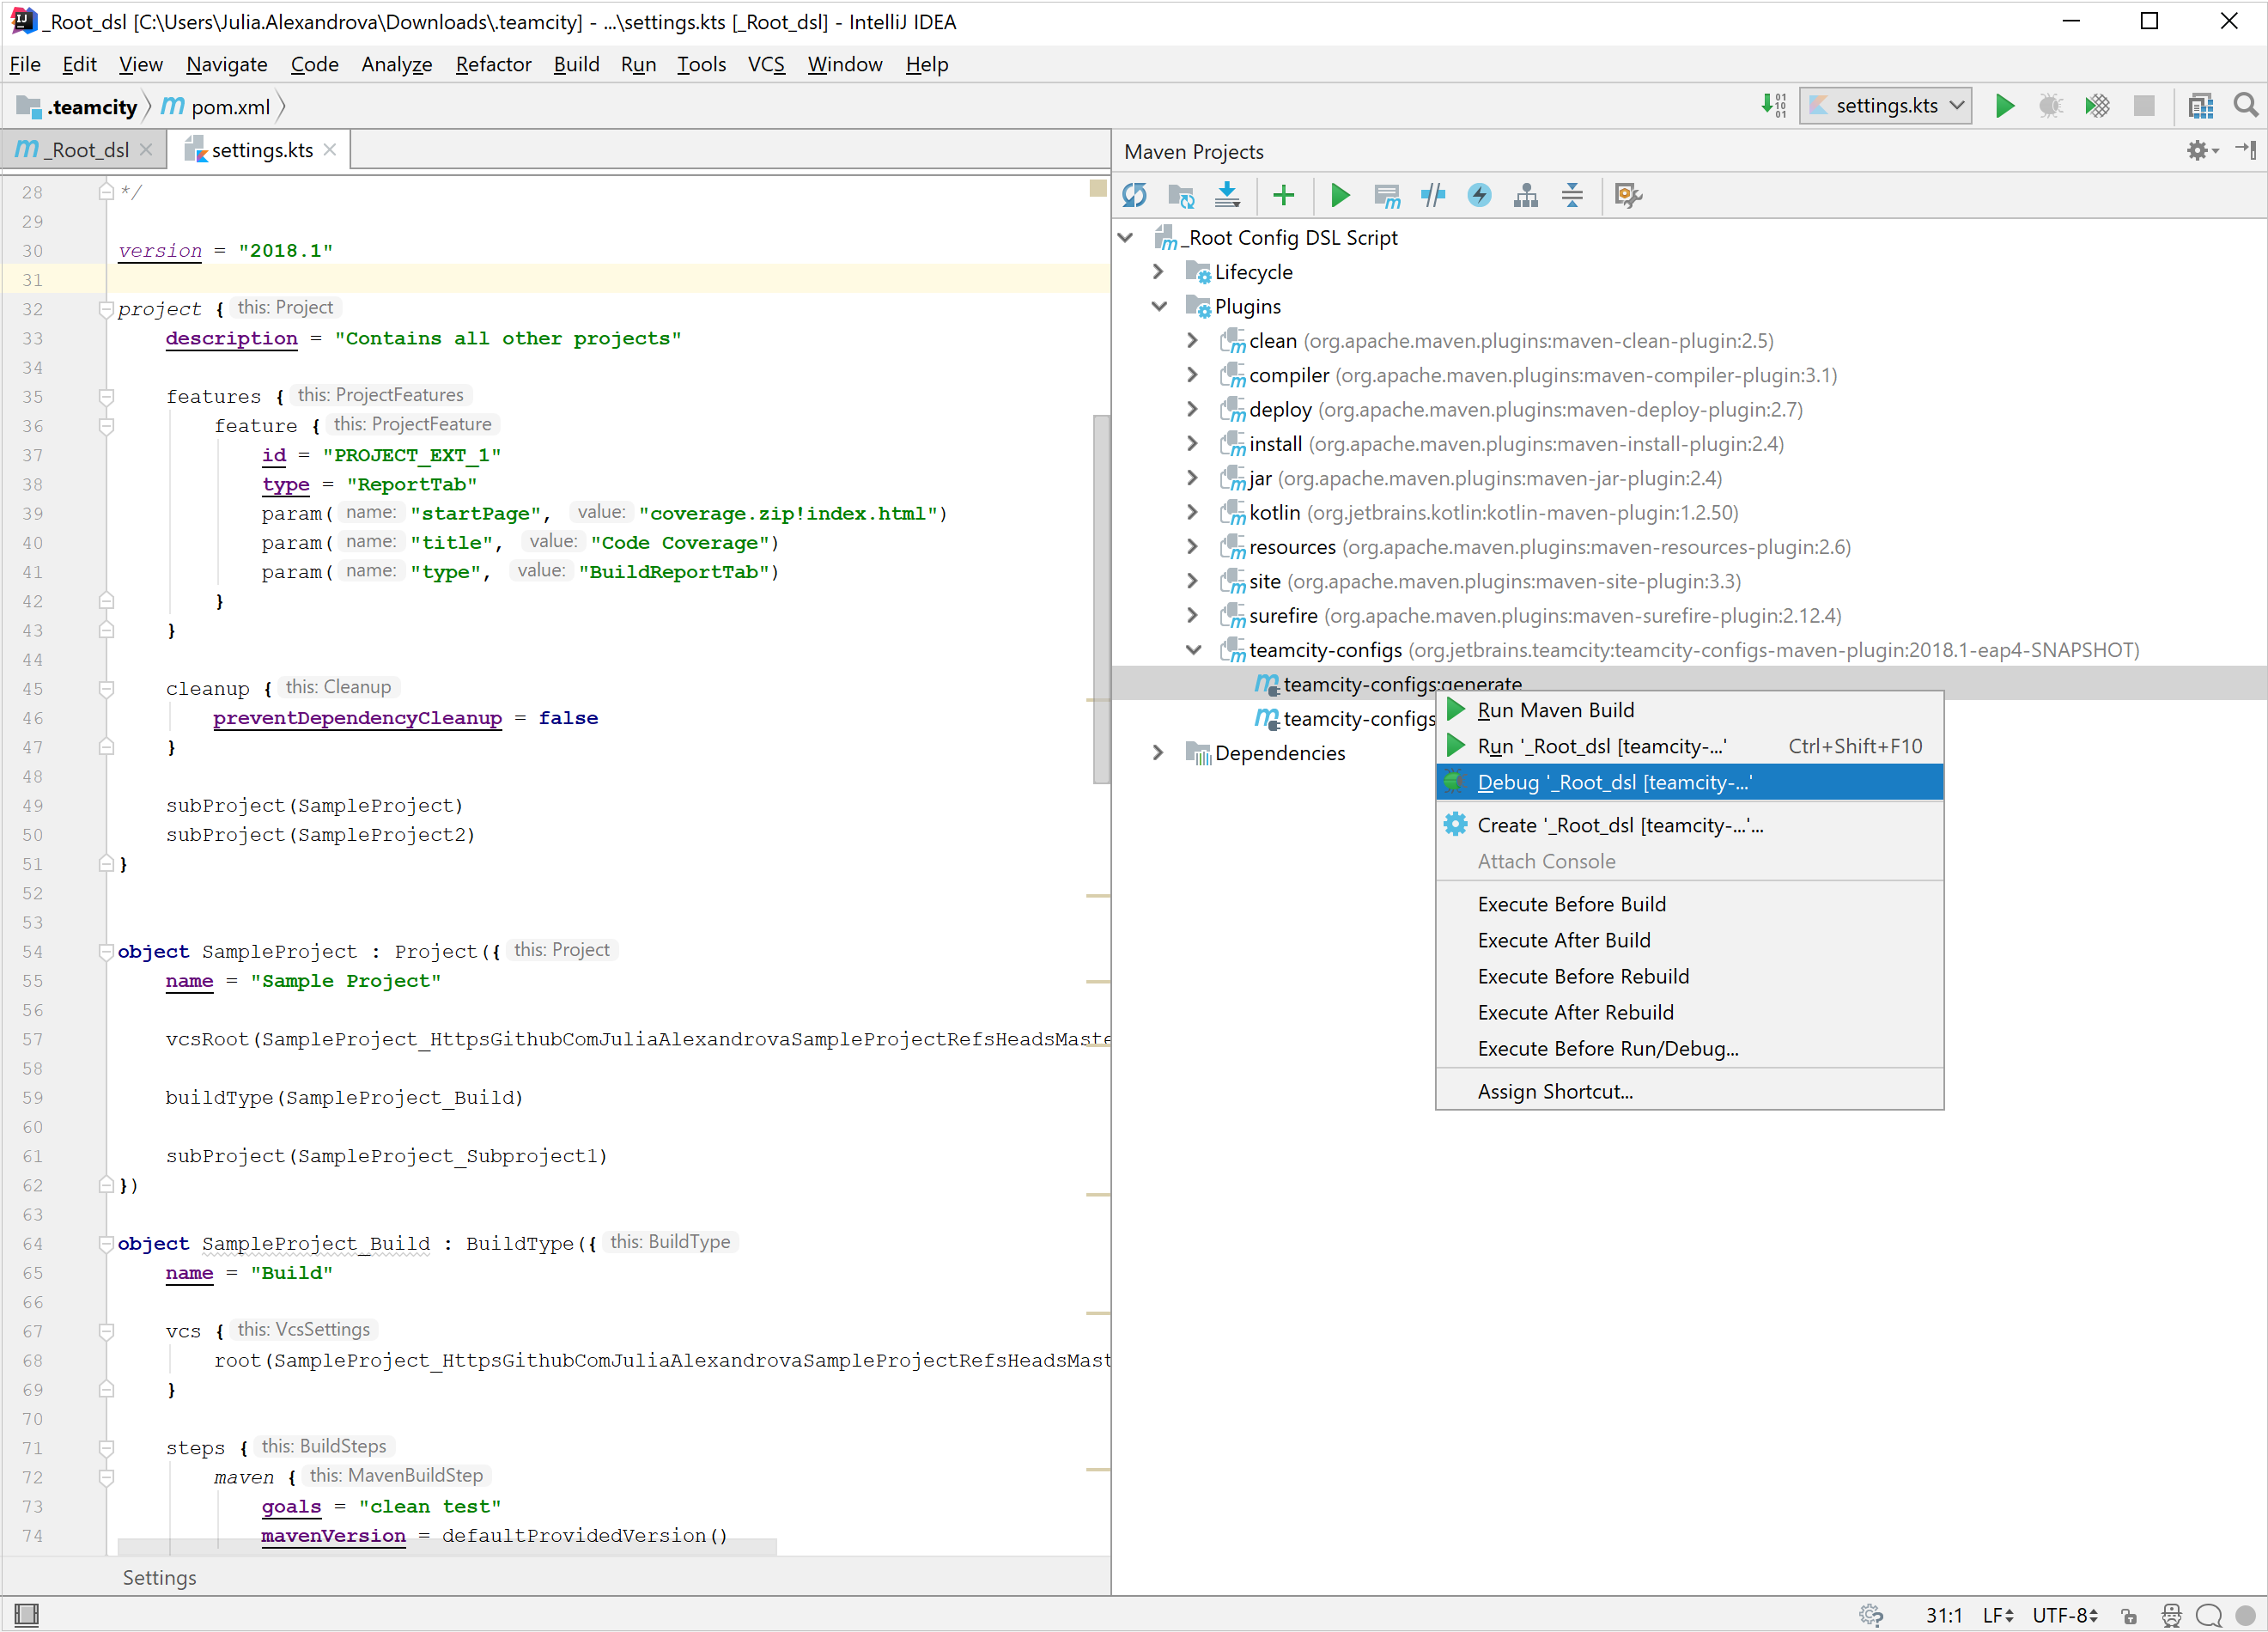 _Root_dsl [C:\Users\Julia.Alexandrova\Downloads\.teamcity] - ...\settings.kts [_Root_dsl] - IntelliJ IDEA
File Edit View Navigate Code Analyze Refactor Build Run Tools VCS Window Help
.teamcity pom.xml settings.kts
_Root_dsl settings.kts
28 */
29
30 version = "2018.1"
31
32 project { this: Project
33 description = "Contains all other projects"
34
35 features { this: ProjectFeatures
36 feature { this: ProjectFeature
37 id = "PROJECT_EXT_1"
38 type = "ReportTab"
39 param( name: "startPage", value: "coverage.zip!index.html")
40 param( name: "title", value: "Code Coverage")
41 param( name: "type", value: "BuildReportTab")
42 }
43 }
44
45 cleanup { this: Cleanup
46 preventDependencyCleanup = false
47 }
48
49 subProject(SampleProject)
50 subProject(SampleProject2)
51 }
52
53
54 object SampleProject : Project({ this: Project
55 name = "Sample Project"
56
57 vcsRoot(SampleProject_HttpsGithubComJuliaAlexandrovaSampleProjectRefsHeadsMaste
58
59 buildType(SampleProject_Build)
60
61 subProject(SampleProject_Subproject1)
62 })
63
64 object SampleProject_Build : BuildType({ this: BuildType
65 name = "Build"
66
67 vcs { this: VcsSettings
68 root(SampleProject_HttpsGithubComJuliaAlexandrovaSampleProjectRefsHeadsMast
69 }
70
71 steps { this: BuildSteps
72 maven { this: MavenBuildStep
73 goals = "clean test"
74 mavenVersion = defaultProvidedVersion()
Settings
Maven Projects
_Root Config DSL Script
Lifecycle
Plugins
clean (org.apache.maven.plugins:maven-clean-plugin:2.5)
compiler (org.apache.maven.plugins:maven-compiler-plugin:3.1)
deploy (org.apache.maven.plugins:maven-deploy-plugin:2.7)
install (org.apache.maven.plugins:maven-install-plugin:2.4)
jar (org.apache.maven.plugins:maven-jar-plugin:2.4)
kotlin (org.jetbrains.kotlin:kotlin-maven-plugin:1.2.50)
resources (org.apache.maven.plugins:maven-resources-plugin:2.6)
site (org.apache.maven.plugins:maven-site-plugin:3.3)
surefire (org.apache.maven.plugins:maven-surefire-plugin:2.12.4)
teamcity-configs (org.jetbrains.teamcity:teamcity-configs-maven-plugin:2018.1-eap4-SNAPSHOT)
teamcity-configs:generate
teamcity-configs
Dependencies
Run Maven Build
Run '_Root_dsl [teamcity-...' Ctrl+Shift+F10
Debug '_Root_dsl [teamcity-...'
Create '_Root_dsl [teamcity-...'...
Attach Console
Execute Before Build
Execute After Build
Execute Before Rebuild
Execute After Rebuild
Execute Before Run/Debug...
Assign Shortcut...
31:1 LF UTF-8